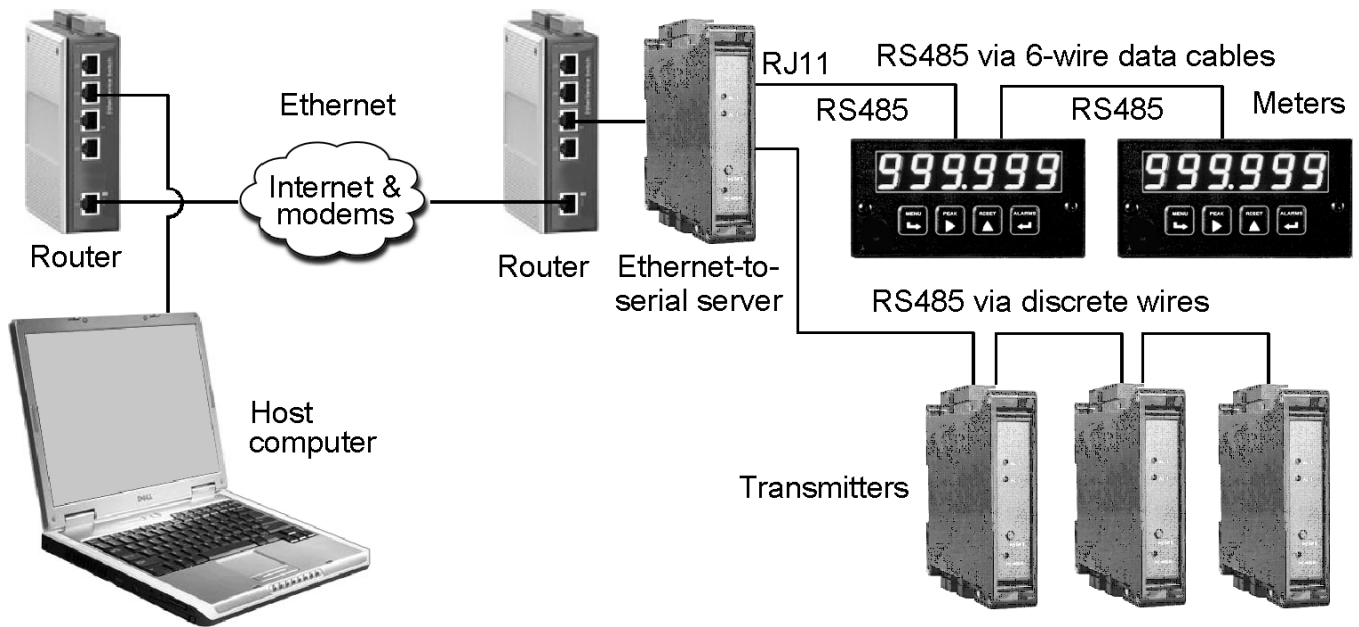 RJ11
RS485 via 6-wire data cables
Ethernet
RS485
RS485
Meters
999.999
999.999
Internet &
modems
MENU
PEAK
RESET
ALARMS
MENU
PEAK
RESET
ALARMS
Router
Router
Ethernet-to-
serial server
RS485 via discrete wires
Host
computer
Transmitters
DELL